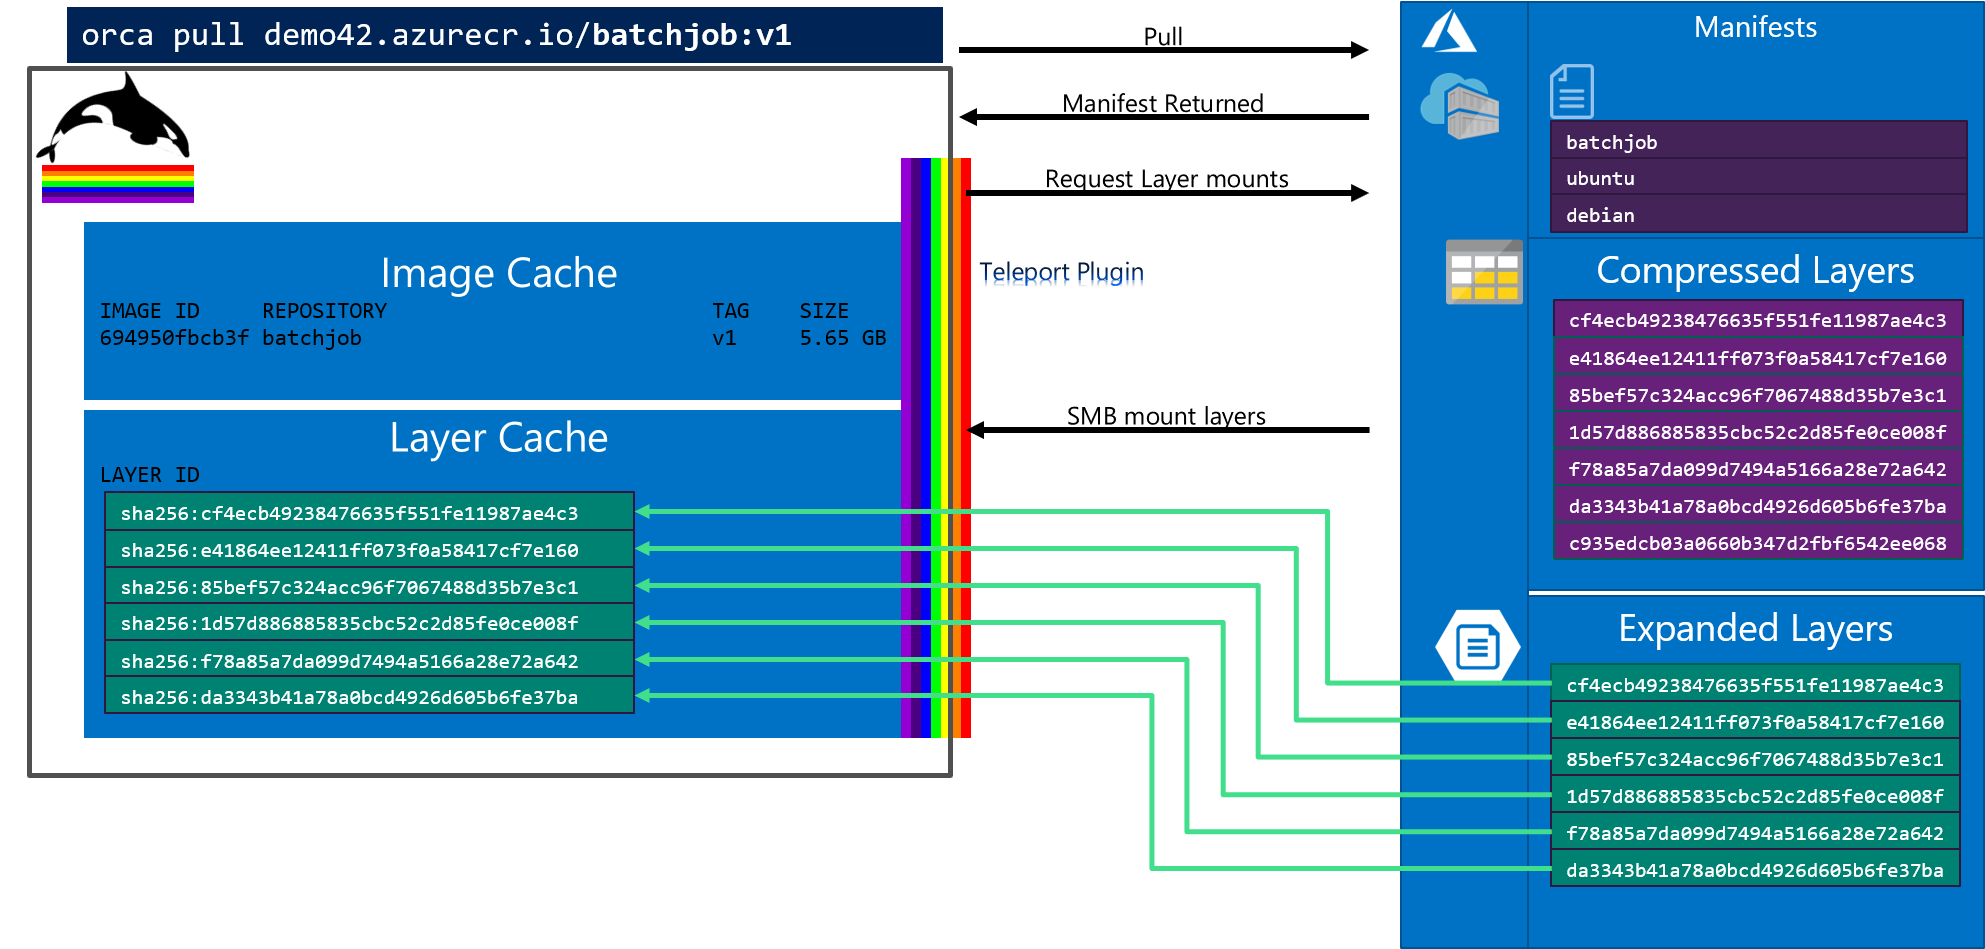 orca pull demo42.azurecr.io/batchjob:v1
Pull
Manifest Returned
Request Layer mounts
Teleport Plugin
SMB mount layers
Image Cache
IMAGE ID REPOSITORY TAG SIZE
694950fbcb3f batchjob v1 5.65 GB
Layer Cache
LAYER ID
sha256:cf4ecb49238476635f551fe11987ae4c3
sha256:e41864ee12411ff073f0a58417cf7e160
sha256:85bef57c324acc96f7067488d35b7e3c1
sha256:1d57d886885835cbc52c2d85fe0ce008f
sha256:f78a85a7da099d7494a5166a28e72a642
sha256:da3343b41a78a0bcd4926d605b6fe37ba
Manifests
batchjob
ubuntu
debian
Compressed Layers
cf4ecb49238476635f551fe11987ae4c3
e41864ee12411ff073f0a58417cf7e160
85bef57c324acc96f7067488d35b7e3c1
1d57d886885835cbc52c2d85fe0ce008f
f78a85a7da099d7494a5166a28e72a642
da3343b41a78a0bcd4926d605b6fe37ba
c935edcb03a0660b347d2fbf6542ee068
Expanded Layers
cf4ecb49238476635f551fe11987ae4c3
e41864ee12411ff073f0a58417cf7e160
85bef57c324acc96f7067488d35b7e3c1
1d57d886885835cbc52c2d85fe0ce008f
f78a85a7da099d7494a5166a28e72a642
da3343b41a78a0bcd4926d605b6fe37ba